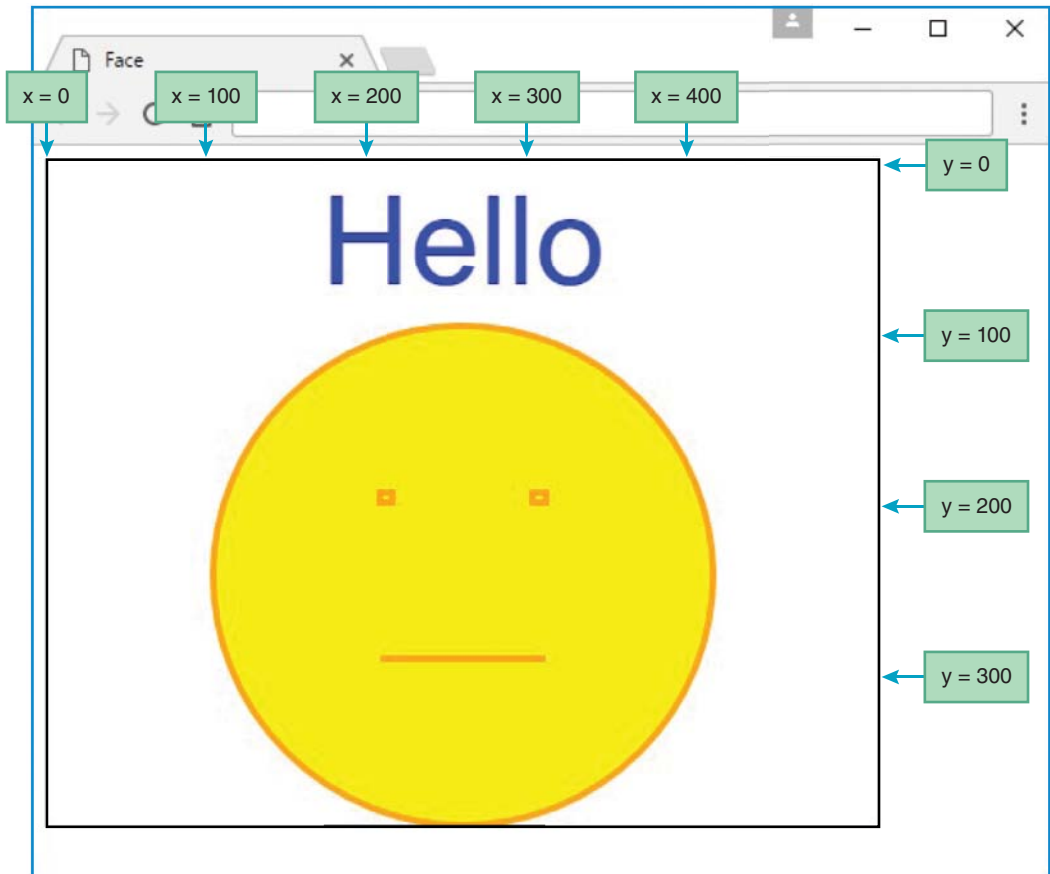 Face
x = 0
x = 100
x = 200
x = 300
x = 400
y = 0
Hello
y = 100
y = 200
y = 300